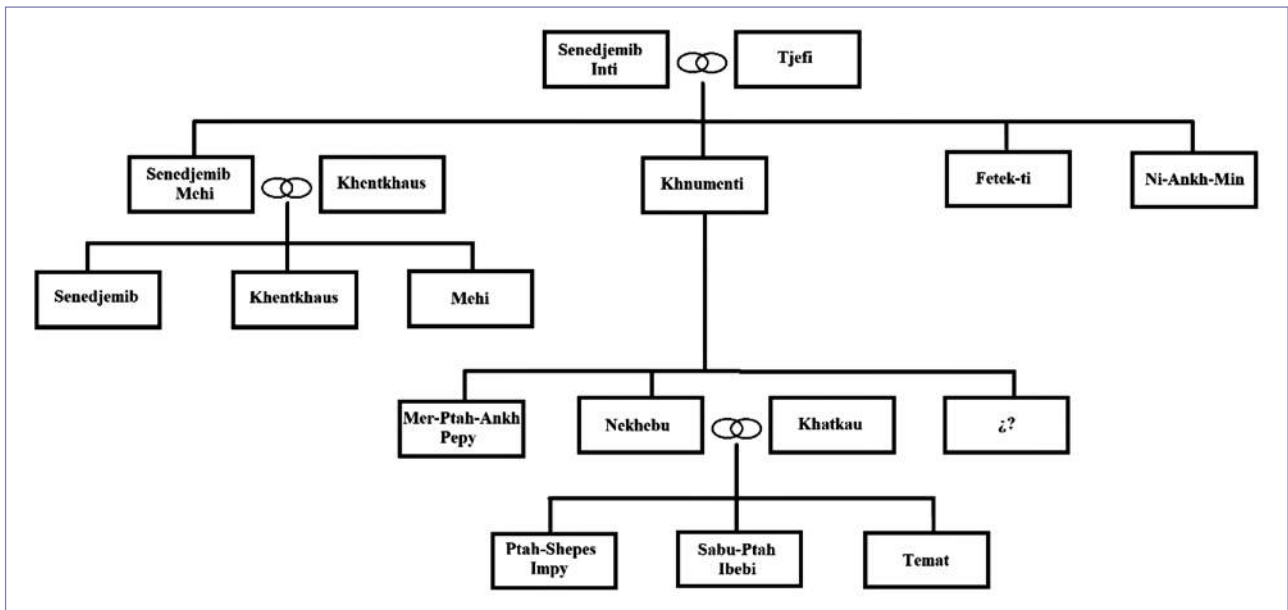 Senedjemib
Inti
Tjefi
Senedjemib
Mehi
Khentkhaus
Khnumenti
Fetek-ti
Ni-Ankh-Min
Senedjemib
Khentkhaus
Mehi
Mer-Ptah-Ankh
Pepy
Nekhebu
Khatkau
¿?
Ptah-Shepes
Impy
Sabu-Ptah
Ibebi
Temat